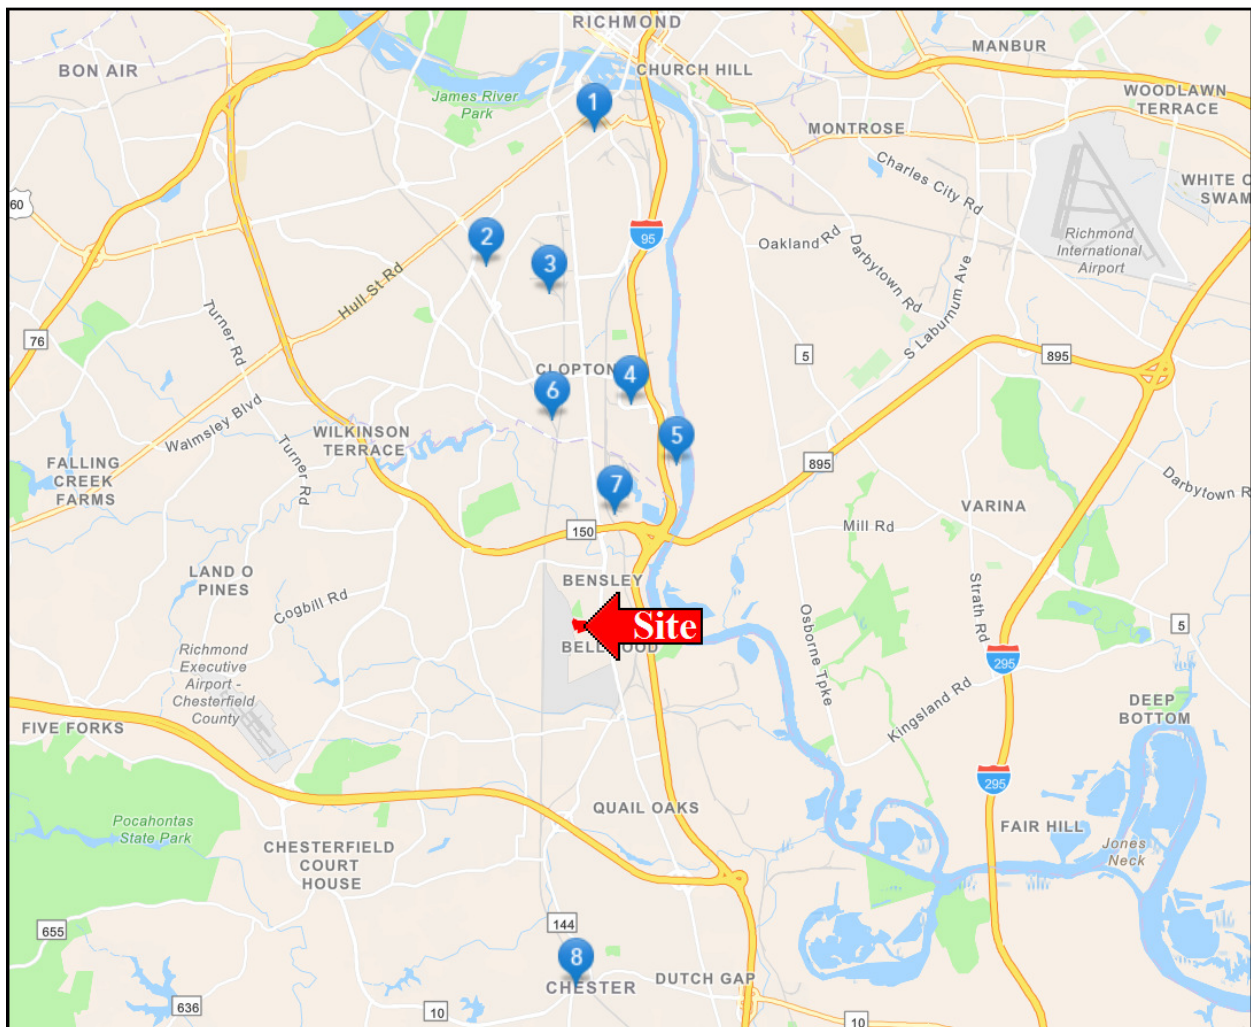 RICHMOND
MANBUR
BON AIR
CHURCH HILL
James River
Park
WOODLAWN
TERRACE
1
MONTROSE
Charles City Rd
60
WHITE O
SWAM
95
Richmond
International
Airport
2
Oakland Rd
Darbytown Rd
3
Hull St Rd
Turner Rd
S Laburnum Ave
76
5
895
CLOPTON
4
6
Walmsley Blvd
WILKINSON
TERRACE
5
Turner Rd
895
FALLING
CREEK
FARMS
7
Darbytown R
VARINA
150
Mill Rd
LAND O
PINES
BENSLEY
Cogbill Rd
Strath Rd
Osborne Tpke
Site
5
BELLWOOD
Richmond
Executive
Airport -
Chesterfield
County
295
Kingsland Rd
DEEP
BOTTOM
FIVE FORKS
295
QUAIL OAKS
Pocahontas
State Park
FAIR HILL
Jones
Neck
CHESTERFIELD
COURT
HOUSE
655
144
8
DUTCH GAP
CHESTER
636
10
10